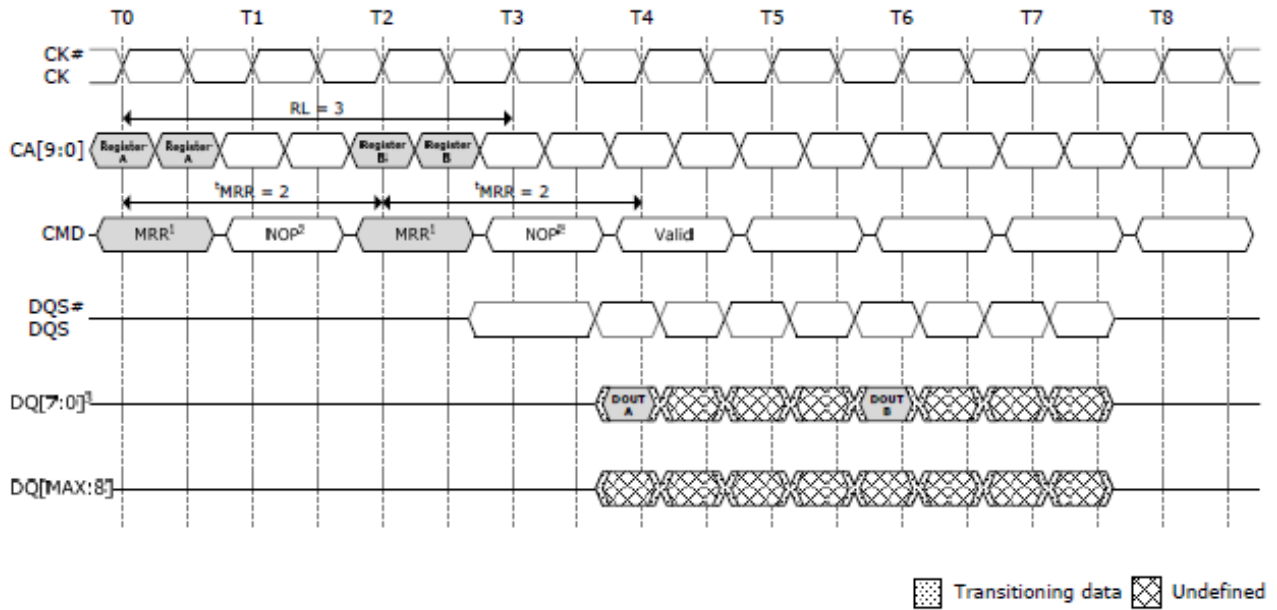 T0 T1 T2 T3 T4 T5 T6 T7 T8
CK#
CK
RL = 3
CA[9:0] Register A Register A Register B Register B
tMRR = 2 tMRR = 2
CMD MRR1 NOP2 MRR1 NOP2 Valid
DQS#
DQS
DQ[7:0]3 DOUT A DOUT B
DQ[MAX:8]
Transitioning data Undefined